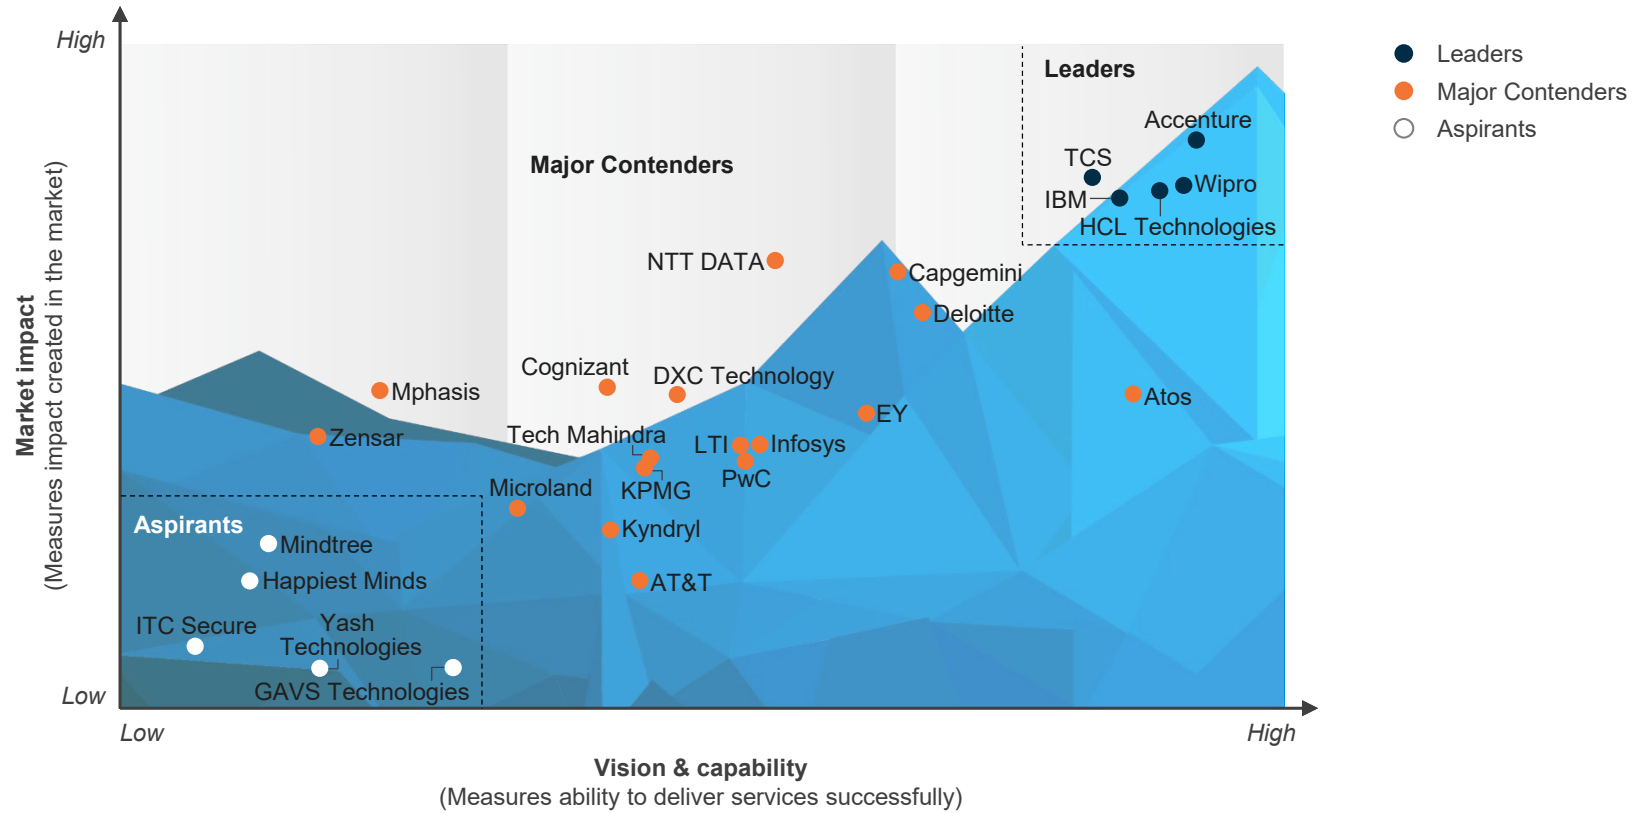 High
Leaders
Leaders
Major Contenders
Aspirants
Accenture
TCS
Major Contenders
IBM
Wipro
HCL Technologies
NTT DATA
Capgemini
Deloitte
Cognizant
DXC Technology
Mphasis
Atos
EY
Zensar
Tech Mahindra
LTI
Infosys
PwC
KPMG
Microland
Aspirants
Kyndryl
Mindtree
Happiest Minds
AT&T
ITC Secure
Yash
Technologies
GAVS Technologies
Market impact
(Measures impact created in the market)
Low
Low
High
Vision & capability
(Measures ability to deliver services successfully)